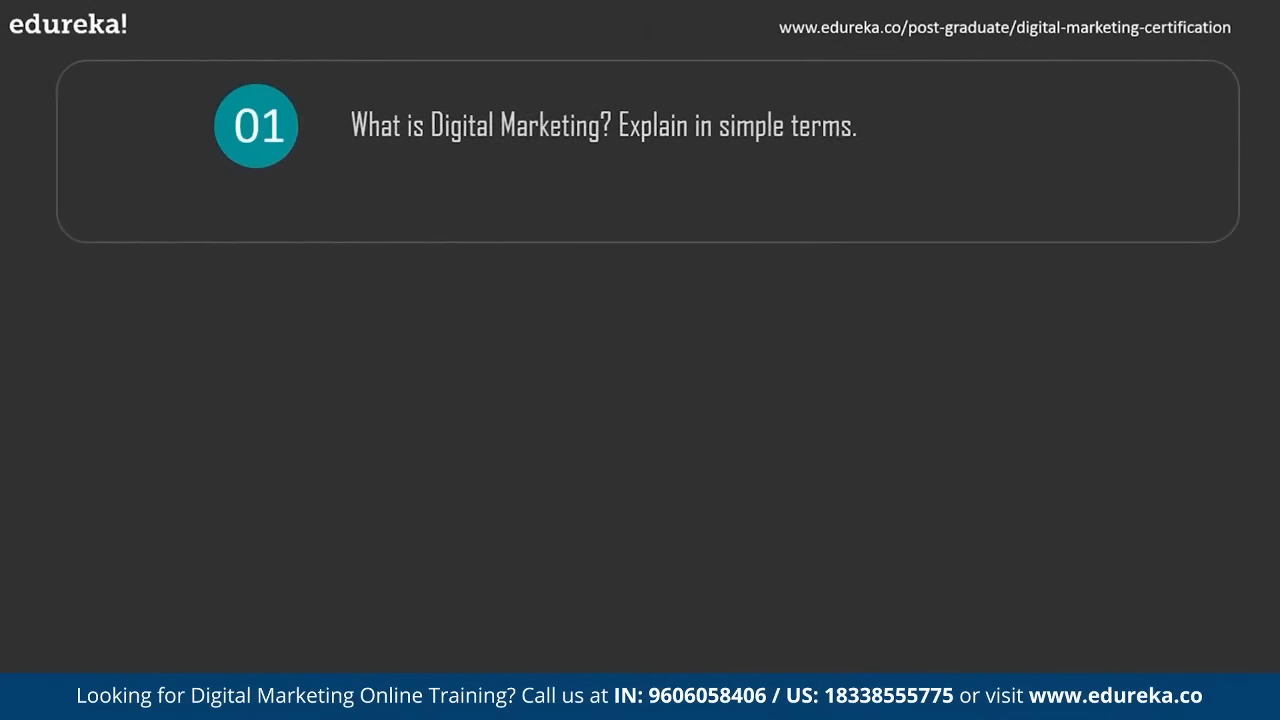 edureka!
www.edureka.co/post-graduate/digital-marketing-certification
01
What is Digital Marketing? Explain in simple terms.
Looking for Digital Marketing Online Training? Call us at IN: 9606058406 / US: 18338555775 or visit www.edureka.co